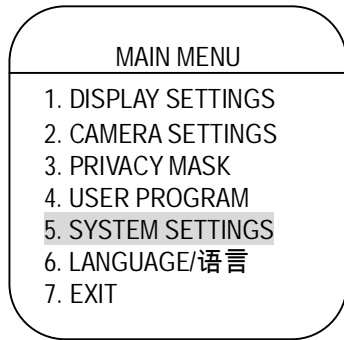 MAIN MENU
1. DISPLAY SETTINGS
2. CAMERA SETTINGS
3. PRIVACY MASK
4. USER PROGRAM
5. SYSTEM SETTINGS
6. LANGUAGE/语言
7. EXIT